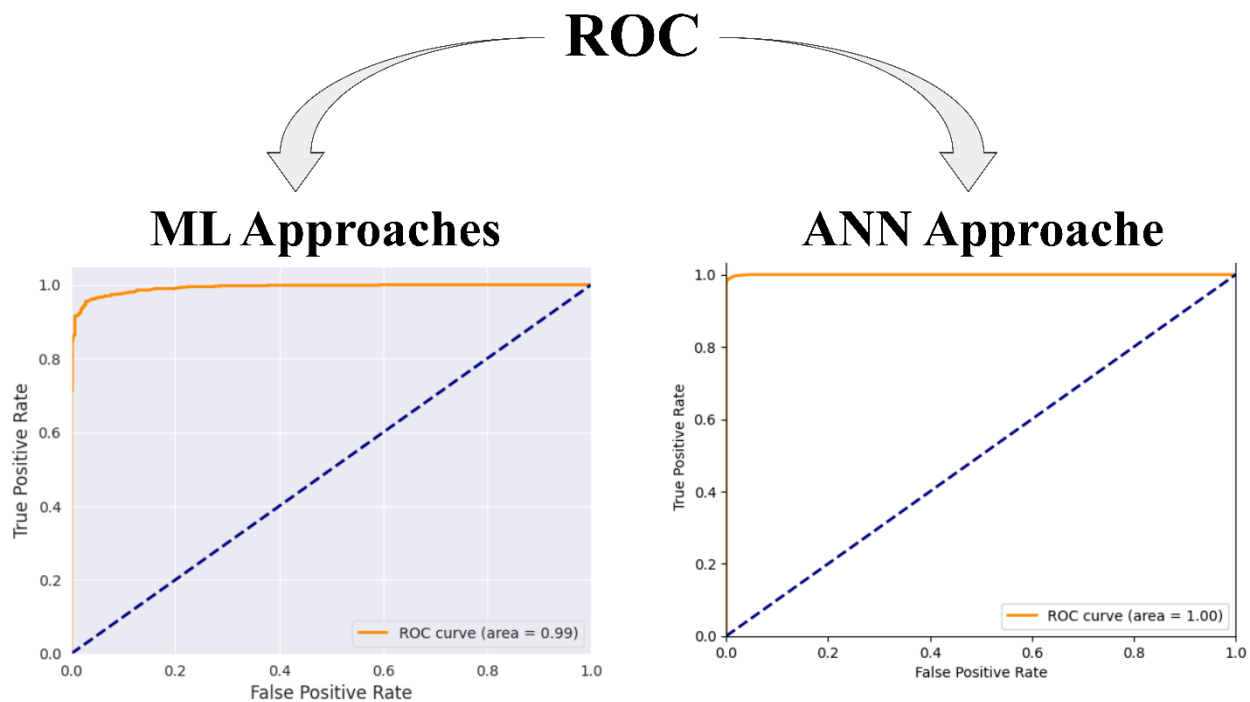 ROC
ML Approaches
ANN Approache
1.0
0.8
0.6
0.4
0.2
0.0
True Positive Rate
0.0 0.2 0.4 0.6 0.8 1.0
False Positive Rate
ROC curve (area = 0.99)
1.0
0.8
0.6
0.4
0.2
0.0
True Positive Rate
0.0 0.2 0.4 0.6 0.8 1.0
False Positive Rate
ROC curve (area = 1.00)